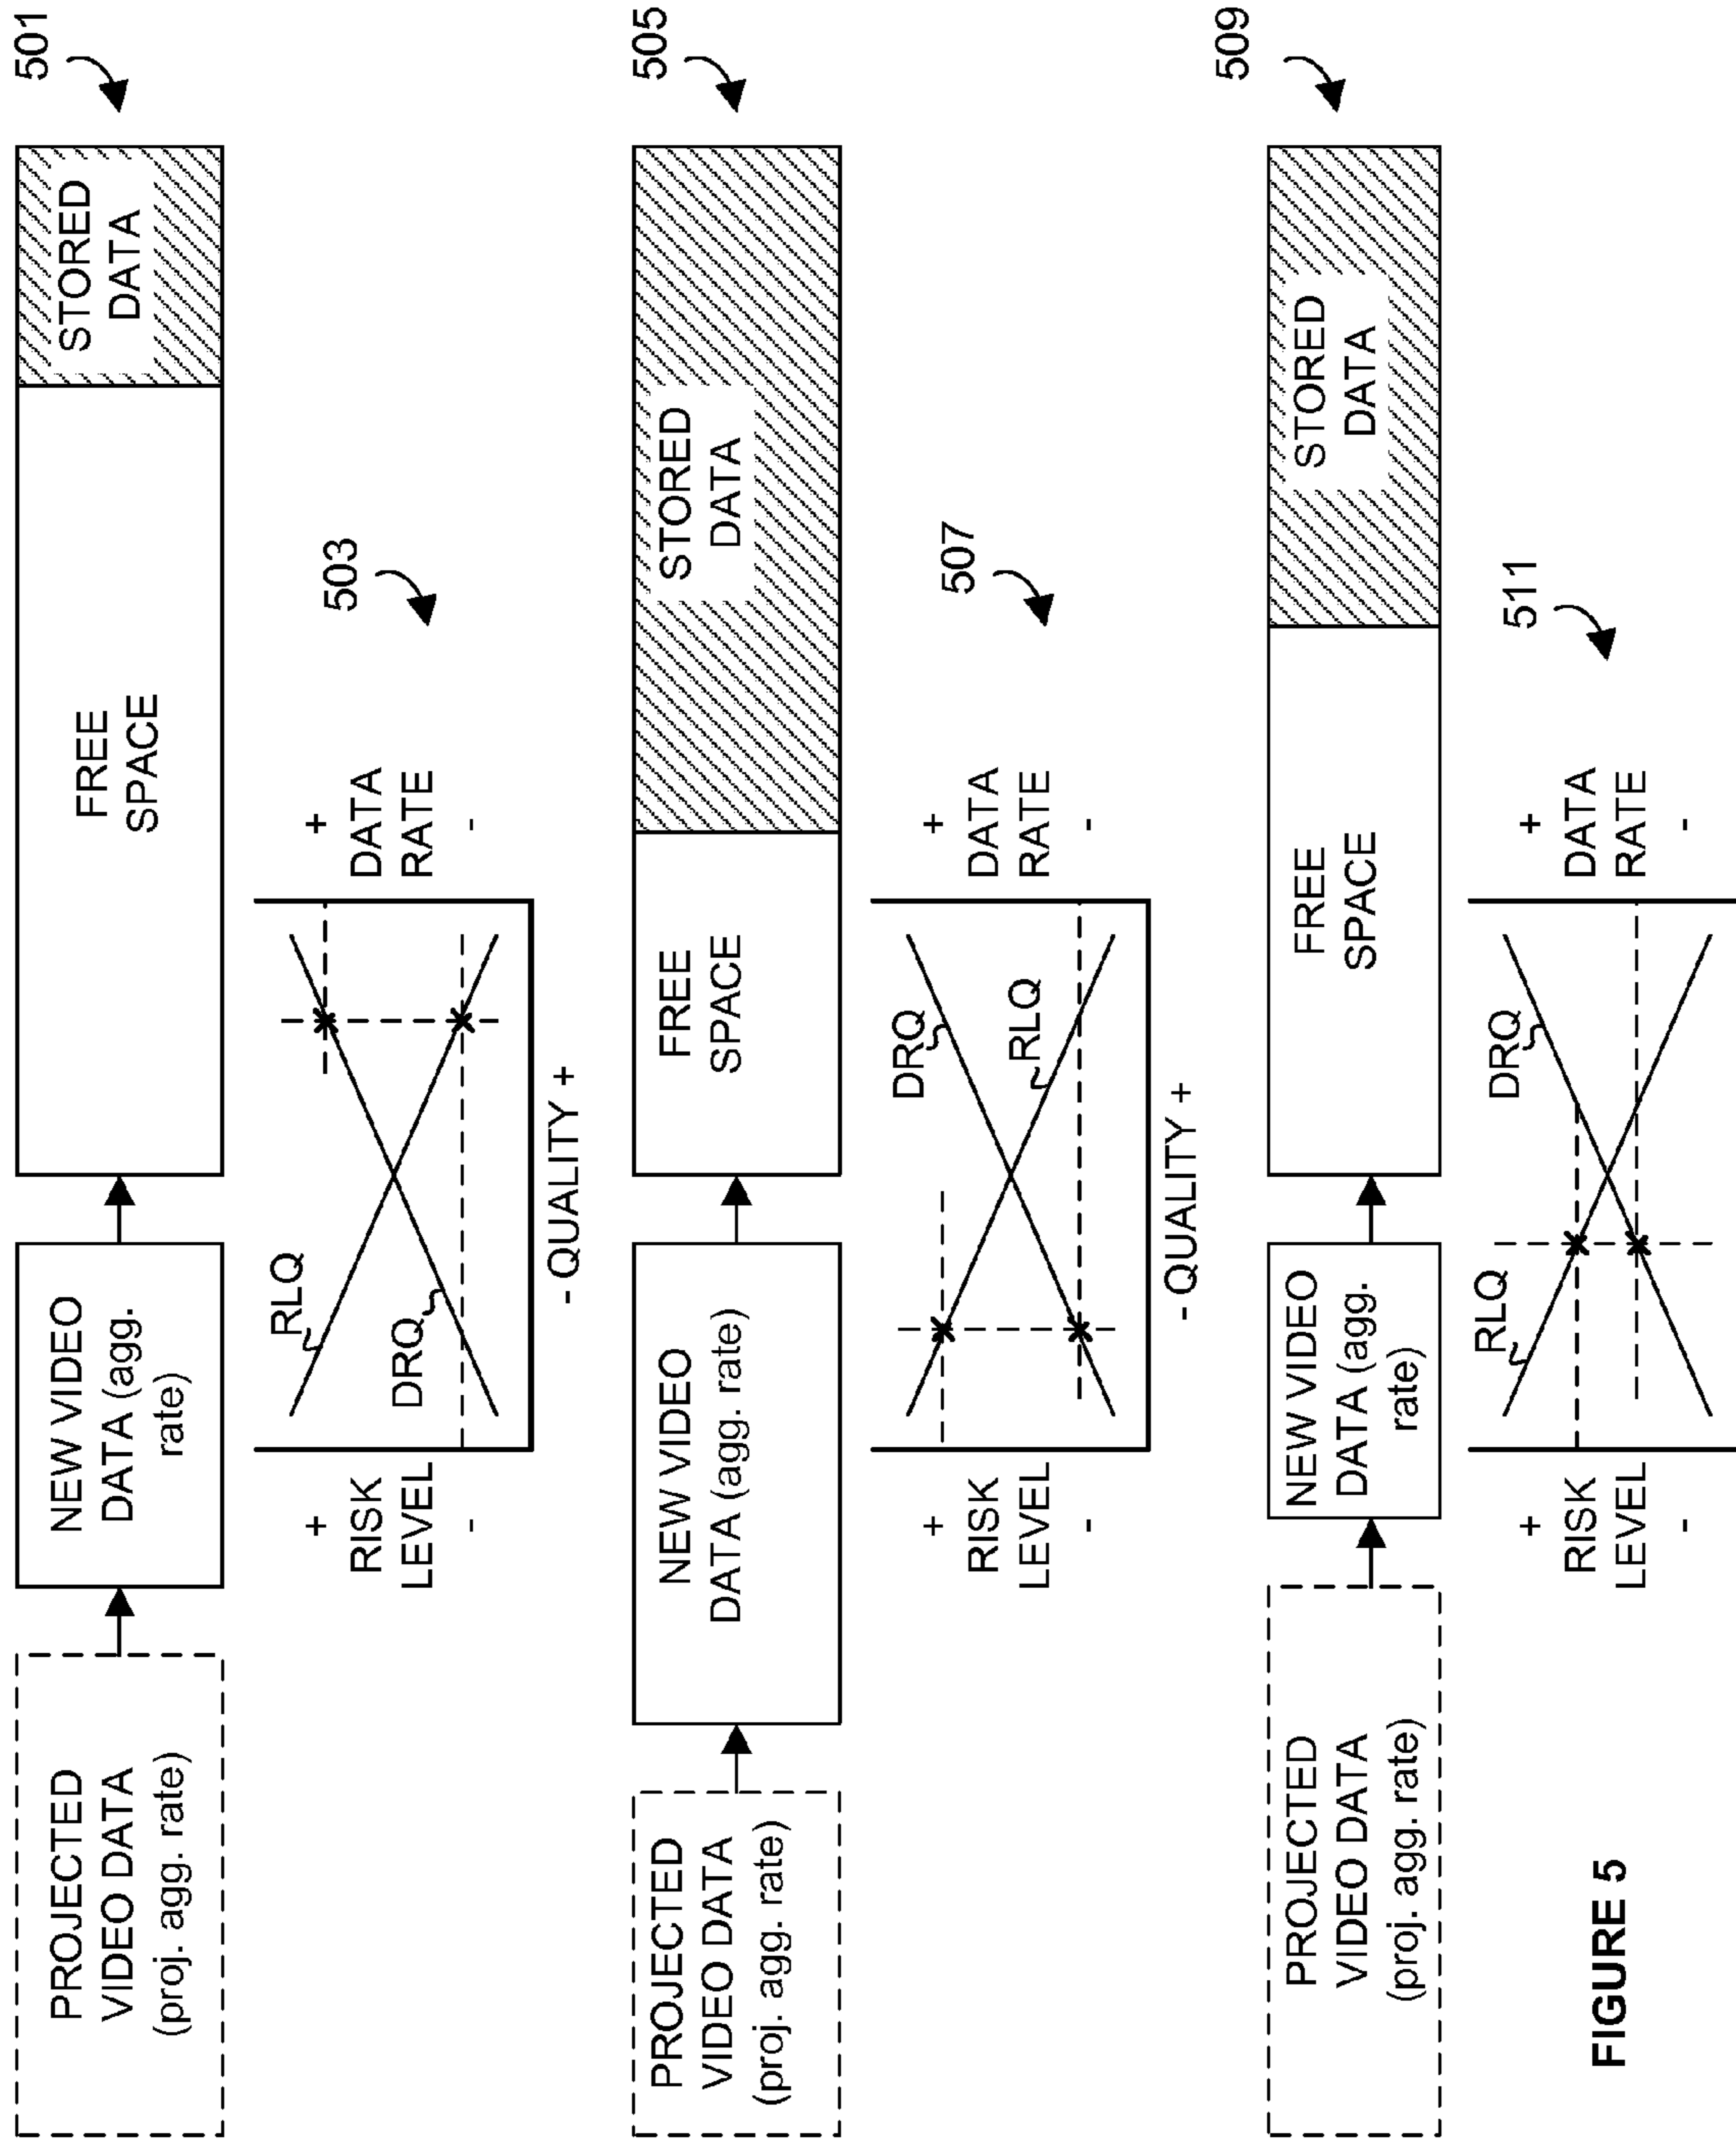 PROJECTED
VIDEO DATA
(proj. agg. rate)
NEW VIDEO
DATA (agg.
rate)
FREE
SPACE
STORED
DATA
501
+
RISK
LEVEL
-
RLQ
DRQ
+
DATA
RATE
-
503
- QUALITY +
PROJECTED
VIDEO DATA
(proj. agg. rate)
NEW VIDEO
DATA (agg. rate)
FREE
SPACE
STORED
DATA
505
+
RISK
LEVEL
-
DRQ
RLQ
+
DATA
RATE
-
507
- QUALITY +
PROJECTED
VIDEO DATA
(proj. agg. rate)
NEW VIDEO
DATA (agg.
rate)
FREE
SPACE
STORED
DATA
509
+
RISK
LEVEL
-
RLQ
DRQ
+
DATA
RATE
-
511
FIGURE 5